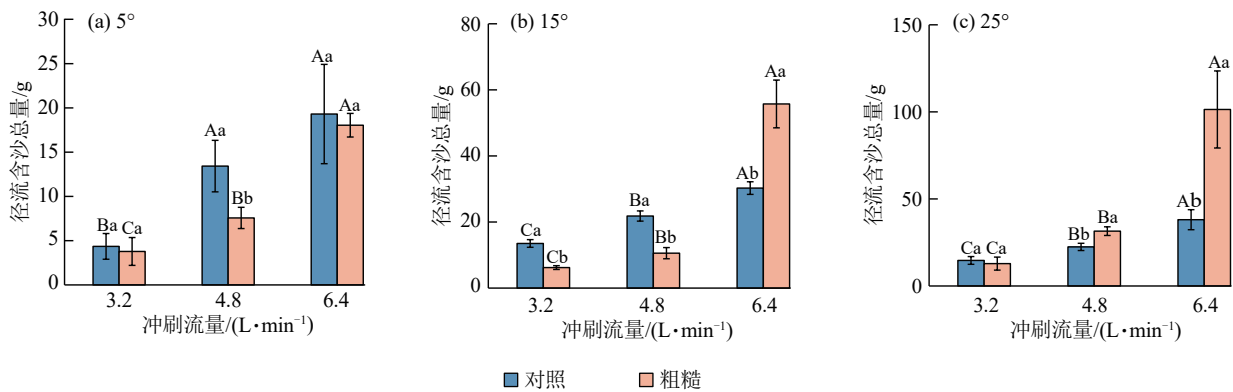 (a) 5°
径流含沙总量/g
30
25
20
15
10
5
0
Ba
Ca
Aa
Bb
Aa
Aa
3.2
4.8
6.4
冲刷流量/(L·min⁻¹)
(b) 15°
径流含沙总量/g
80
60
40
20
0
Ca
Cb
Ba
Bb
Ab
Aa
3.2
4.8
6.4
冲刷流量/(L·min⁻¹)
(c) 25°
径流含沙总量/g
150
100
50
0
Ca
Ca
Bb
Ba
Ab
Aa
3.2
4.8
6.4
冲刷流量/(L·min⁻¹)
对照
粗糙